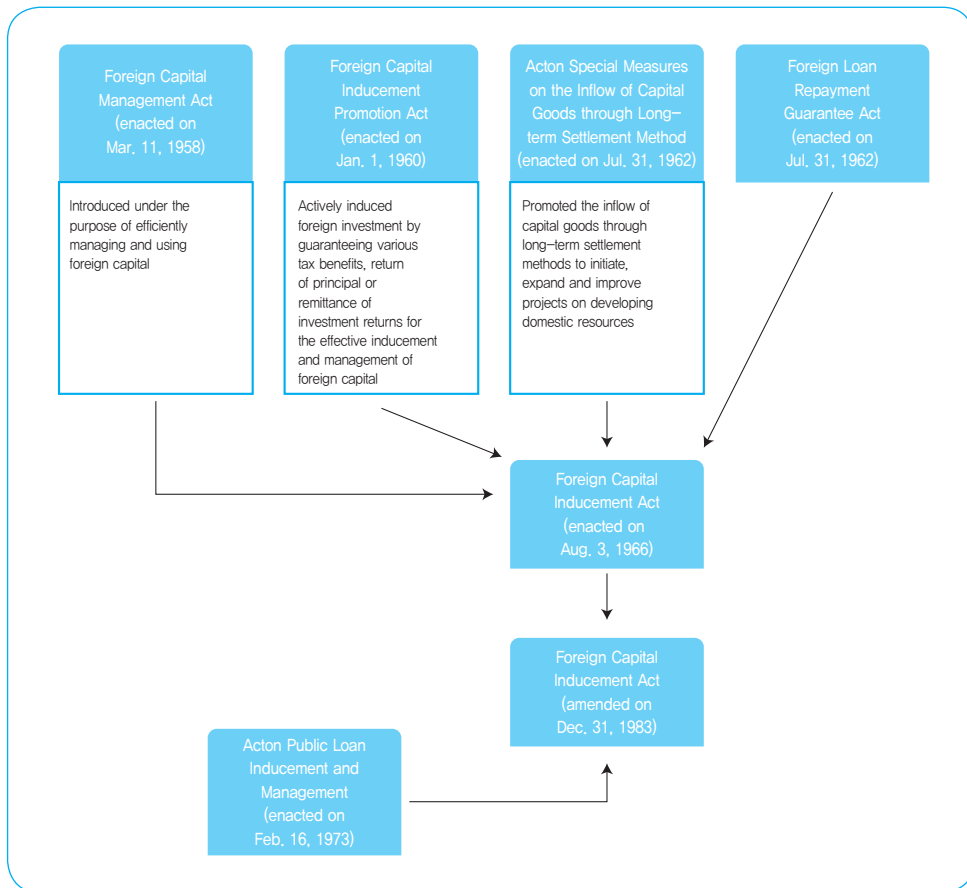 Foreign Capital
Management Act
(enacted on
Mar. 11, 1958)
Introduced under the
purpose of efficiently
managing and using
foreign capital
Foreign Capital
Inducement
Promotion Act
(enacted on
Jan. 1, 1960)
Actively induced
foreign investment by
guaranteeing various
tax benefits, return
of principal or
remittance of
investment returns for
the effective inducement
and management of
foreign capital
Acton Special Measures
on the Inflow of Capital
Goods through Long-
term Settlement Method
(enacted on Jul. 31, 1962)
Promoted the inflow of
capital goods through
long-term settlement
methods to initiate,
expand and improve
projects on developing
domestic resources
Foreign Loan
Repayment
Guarantee Act
(enacted on
Jul. 31, 1962)
Foreign Capital
Inducement Act
(enacted on
Aug. 3, 1966)
Foreign Capital
Inducement Act
(amended on
Dec. 31, 1983)
Acton Public Loan
Inducement and
Management
(enacted on
Feb. 16, 1973)